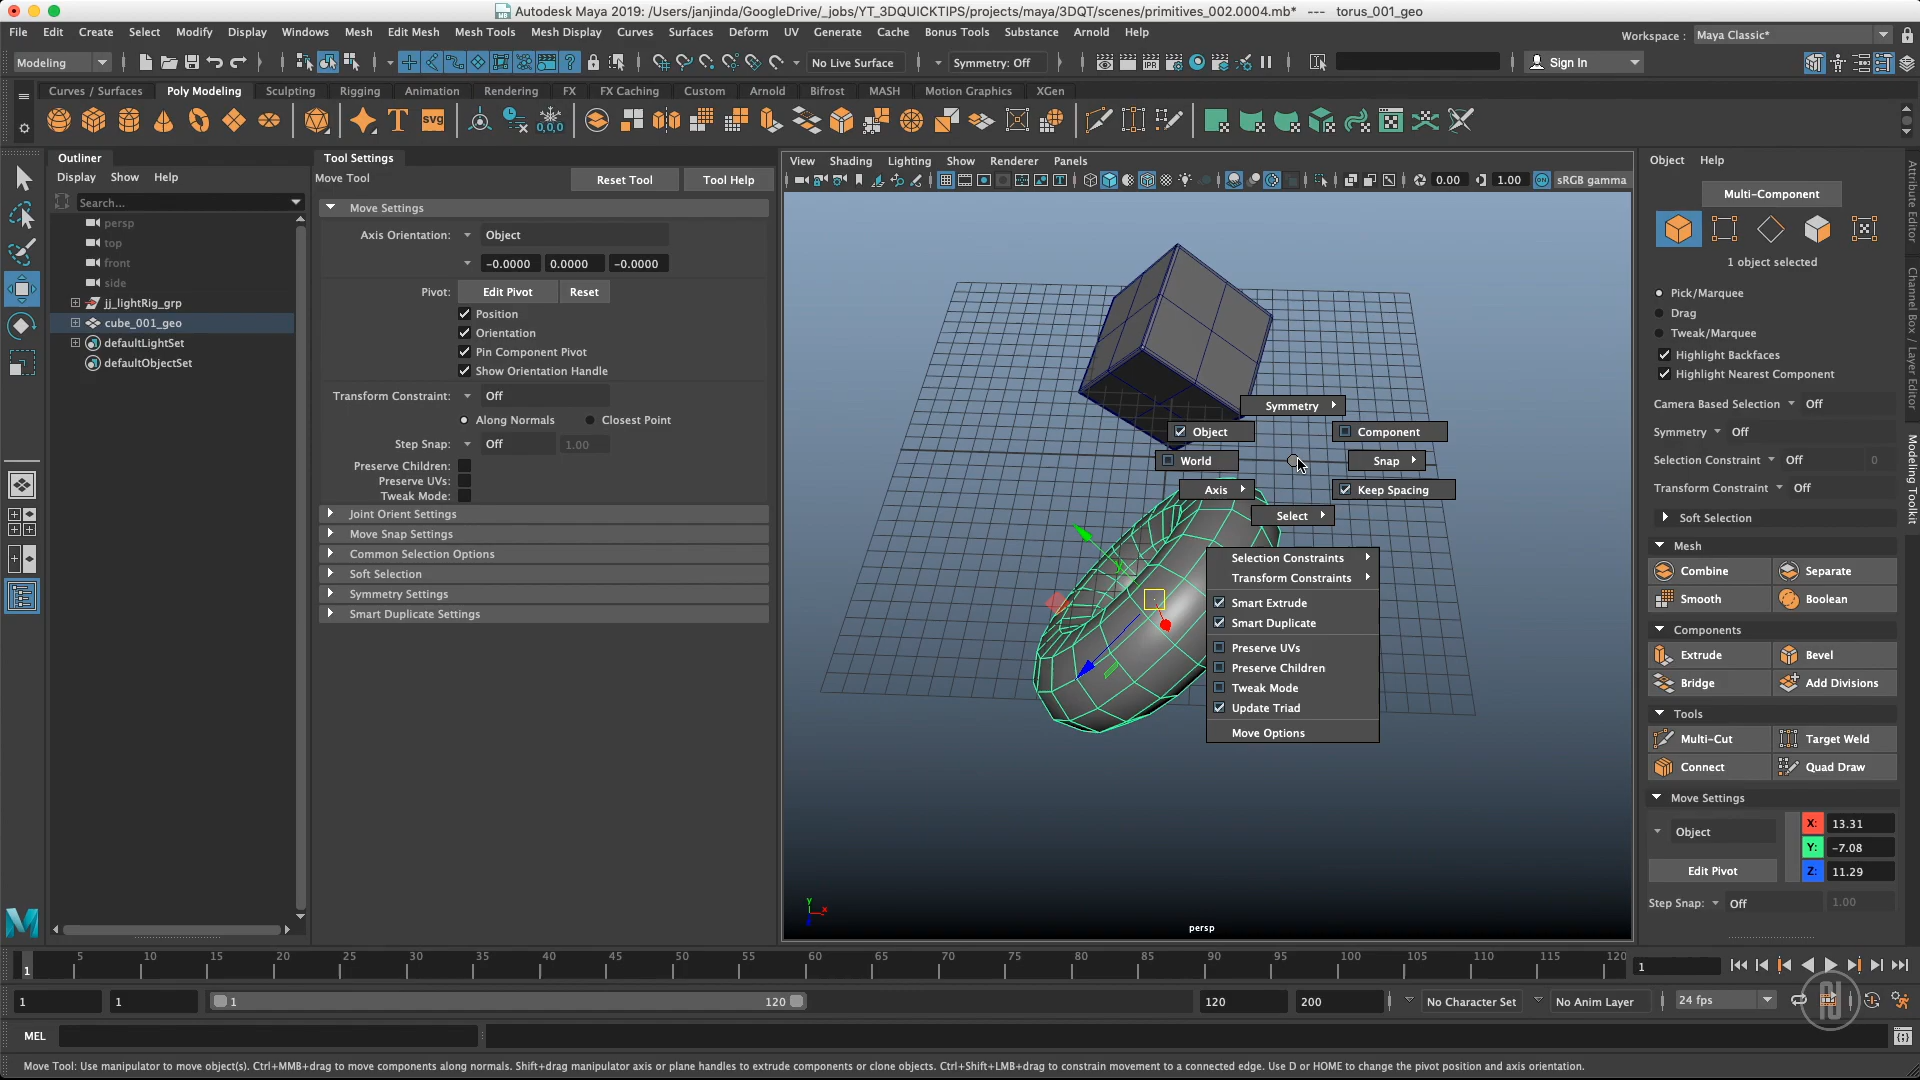 Autodesk Maya 2019: /Users/janjinda/GoogleDrive/_jobs/YT_3DQUICKTIPS/projects/maya/3DQT/scenes/primitives_002.0004.mb* --- torus_001_geo
File Edit Create Select Modify Display Windows Mesh Edit Mesh Mesh Tools Mesh Display Curves Surfaces Deform UV Generate Cache Bonus Tools Substance Arnold Help
Workspace : Maya Classic*
Modeling
No Live Surface
Symmetry: Off
Sign In
Curves / Surfaces Poly Modeling Sculpting Rigging Animation Rendering FX FX Caching Custom Arnold Bifrost MASH Motion Graphics XGen
T
SVG
0,0,0
IPR
Outliner
Display Show Help
Search...
persp
top
front
side
jj_lightRig_grp
cube_001_geo
defaultLightSet
defaultObjectSet
Tool Settings
Move Tool
Reset Tool
Tool Help
Move Settings
Axis Orientation: Object
-0.0000 0.0000 -0.0000
Pivot: Edit Pivot Reset
Position
Orientation
Pin Component Pivot
Show Orientation Handle
Transform Constraint: Off
Along Normals Closest Point
Step Snap: Off 1.00
Preserve Children:
Preserve UVs:
Tweak Mode:
Joint Orient Settings
Move Snap Settings
Common Selection Options
Soft Selection
Symmetry Settings
Smart Duplicate Settings
View Shading Lighting Show Renderer Panels
0.00 1.00 sRGB gamma
Symmetry
Object
Component
World
Snap
Axis
Keep Spacing
Select
Selection Constraints
Transform Constraints
Smart Extrude
Smart Duplicate
Preserve UVs
Preserve Children
Tweak Mode
Update Triad
Move Options
y
y
x
persp
Object Help
Multi-Component
1 object selected
Pick/Marquee
Drag
Tweak/Marquee
Highlight Backfaces
Highlight Nearest Component
Camera Based Selection Off
Symmetry Off
Selection Constraint Off 0
Transform Constraint Off
Soft Selection
Mesh
Combine Separate
Smooth Boolean
Components
Extrude Bevel
Bridge Add Divisions
Tools
Multi-Cut Target Weld
Connect Quad Draw
Move Settings
Object
X: 13.31
Y: -7.08
Edit Pivot
Z: 11.29
Step Snap: Off 1.00
Attribute Editor
Channel Box / Layer Editor
Modeling Toolkit
M
5 10 15 20 25 30 35 40 45 50 55 60 65 70 75 80 85 90 95 100 105 110 115 120
1
1
1 1 1 120 120 200
No Character Set
No Anim Layer
24 fps
MEL
Move Tool: Use manipulator to move object(s). Ctrl+MMB+drag to move components along normals. Shift+drag manipulator axis or plane handles to extrude components or clone objects. Ctrl+Shift+LMB+drag to constrain movement to a connected edge. Use D or HOME to change the pivot position and axis orientation.